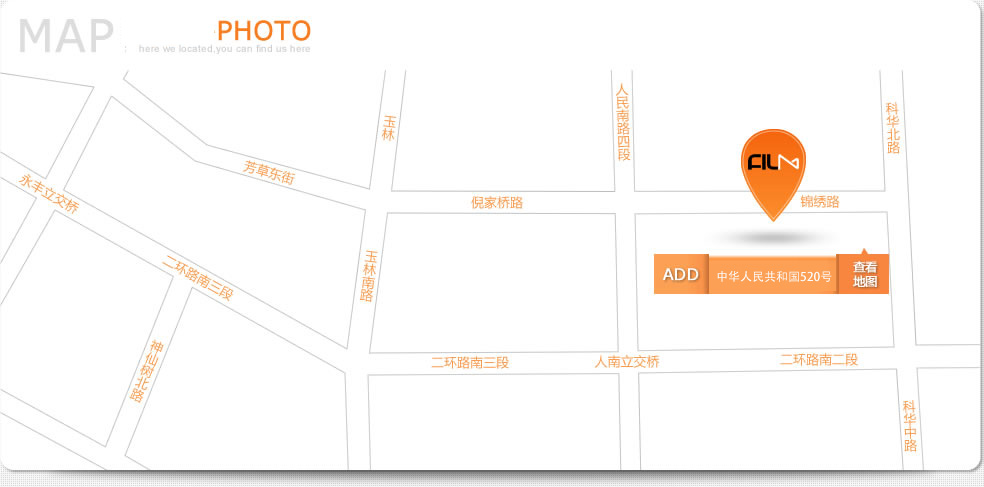 MAP
PHOTO
: here we located,you can find us here
玉林
人民南路四段
科华北路
芳草东街
FILM
永丰立交桥
倪家桥路
锦绣路
玉林南路
二环路南三段
ADD
中华人民共和国520号
查看
地图
神仙树北路
二环路南三段
人南立交桥
二环路南二段
科华中路